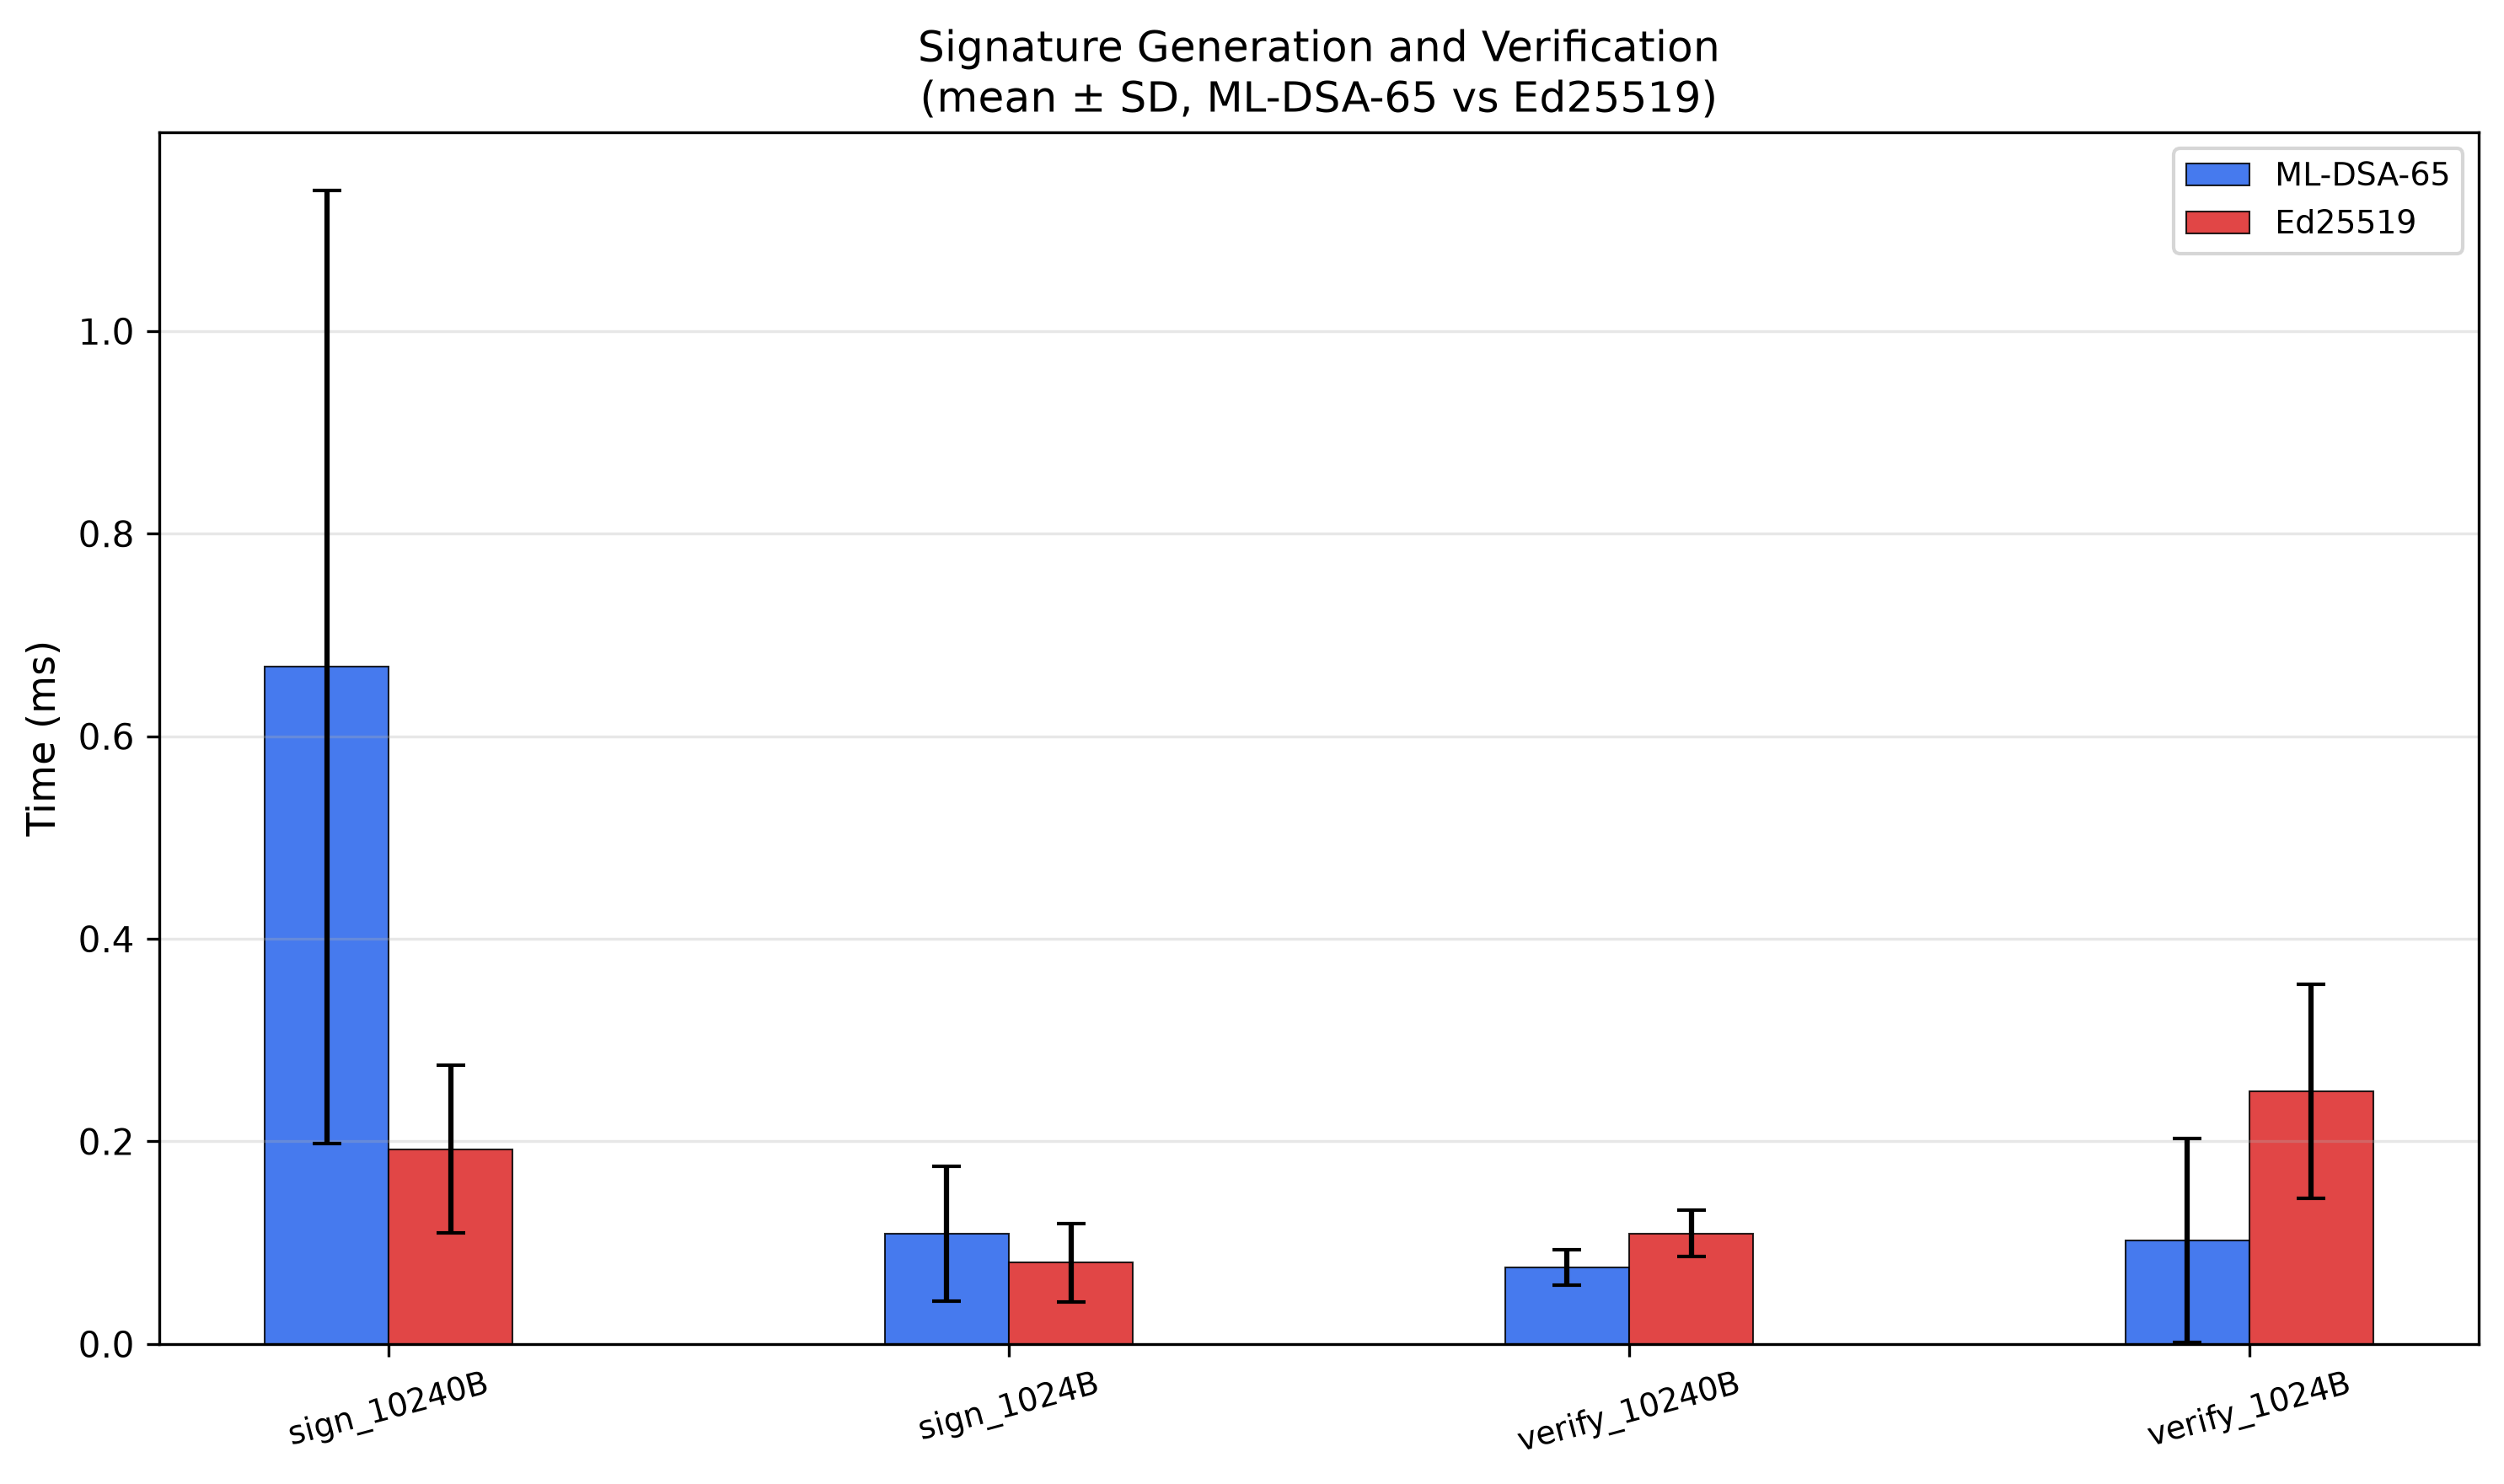 Signature Generation and Verification
(mean ± SD, ML-DSA-65 vs Ed25519)
ML-DSA-65
Ed25519
Time (ms)
1.0
0.8
0.6
0.4
0.2
0.0
sign_10240B
sign_1024B
verify_10240B
verify_1024B